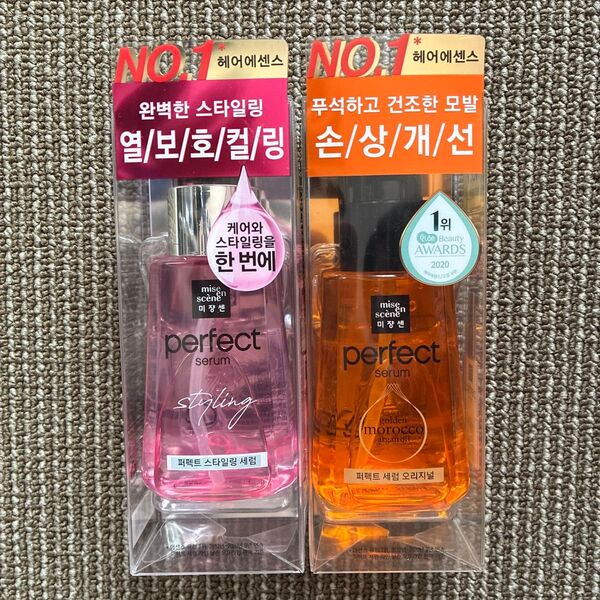 NO.1* 헤어에센스
완벽한 스타일링
열/보/호/컬/링
케어와
스타일링을
한 번에
mise
en
scène
미쟝센
perfect
serum
styling
퍼펙트 스타일링 세럼
NO.1* 헤어에센스
푸석하고 건조한 모발
손/상/개/선
1위
Beauty
AWARDS
2020
mise
en
scène
미쟝센
perfect
serum
golden
morocco
argan oil
퍼펙트 세럼 오리지널